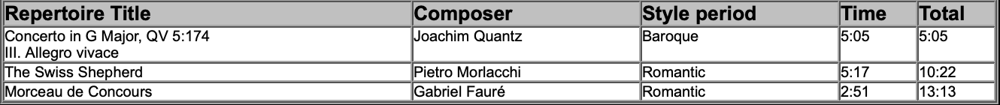 Repertoire Title Composer Style period Time Total
Concerto in G Major, QV 5:174 Joachim Quantz Baroque 5:05 5:05
III. Allegro vivace
The Swiss Shepherd Pietro Morlacchi Romantic 5:17 10:22
Morceau de Concours Gabriel Fauré Romantic 2:51 13:13